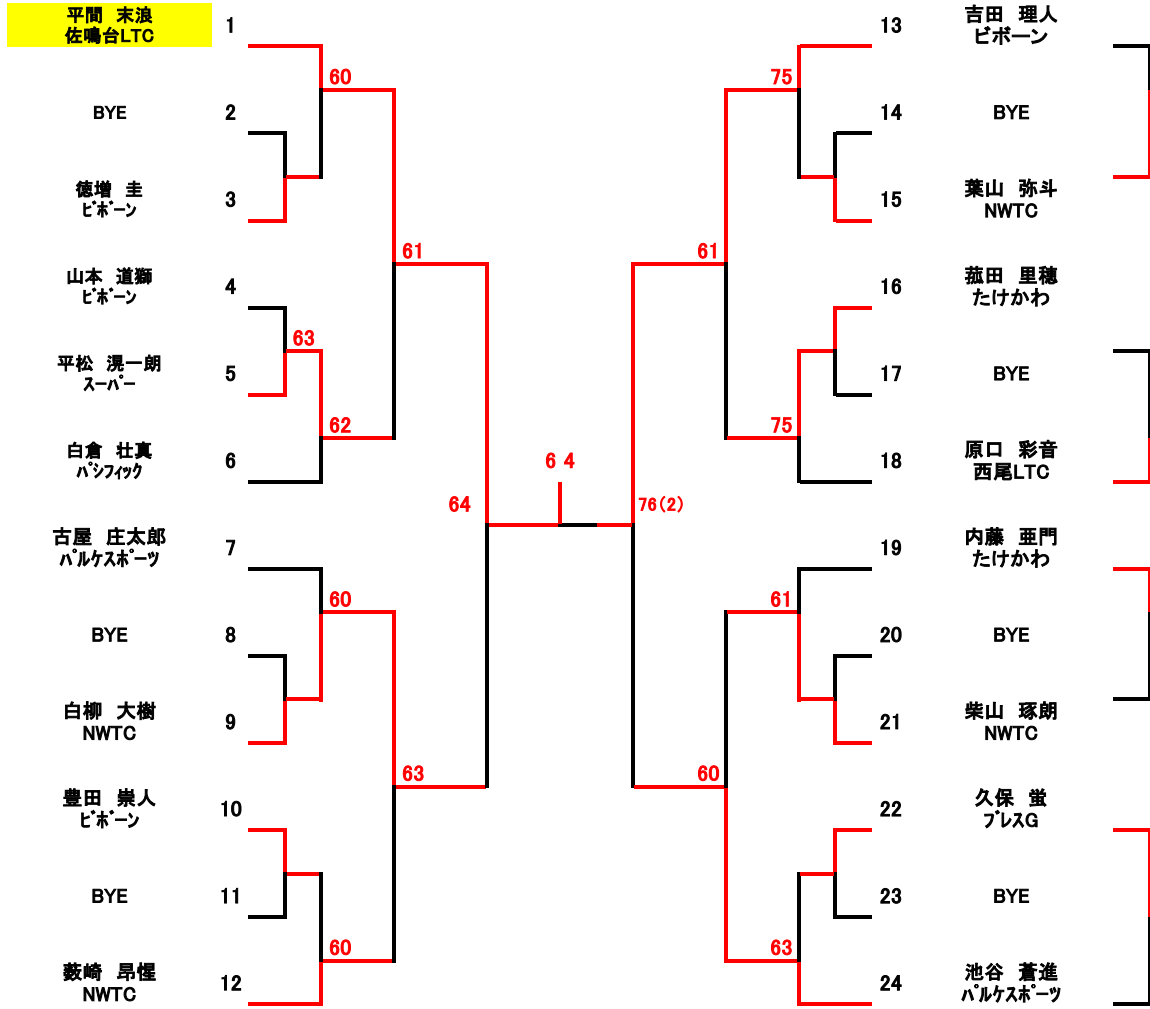 平間 末浪
佐鳴台LTC
1
60
BYE
2
徳増 圭
ﾋﾞﾎﾞｰﾝ
3
61
山本 道獅
ﾋﾞﾎﾞｰﾝ
4
63
平松 滉一朗
ｽｰﾊﾟｰ
5
62
白倉 壮真
ﾊﾟｼﾌｨｯｸ
6
64
古屋 庄太郎
ﾊﾟﾙｹｽﾎﾟｰﾂ
7
60
BYE
8
白柳 大樹
NWTC
9
63
豊田 崇人
ﾋﾞﾎﾞｰﾝ
10
BYE
11
60
薮崎 昂惺
NWTC
12
6 4
76(2)
13
吉田 理人
ビボーン
75
14
BYE
15
葉山 弥斗
NWTC
61
16
菰田 里穂
たけかわ
17
BYE
75
18
原口 彩音
西尾LTC
19
内藤 亜門
たけかわ
61
20
BYE
21
柴山 琢朗
NWTC
60
22
久保 蛍
ﾌﾞﾚｽG
23
BYE
63
24
池谷 蒼進
ﾊﾟﾙｹｽﾎﾟｰﾂ